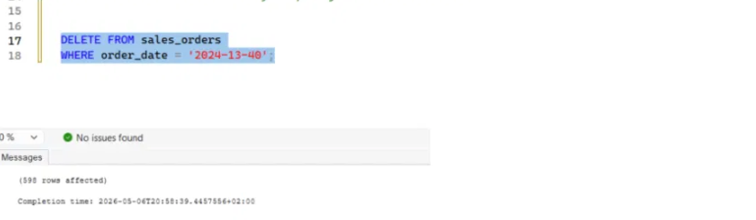 15
16
17 DELETE FROM sales_orders
18 WHERE order_date = '2024-13-40';
0 %
No issues found
Messages
(598 rows affected)
Completion time: 2026-05-06T20:58:39.4457556+02:00